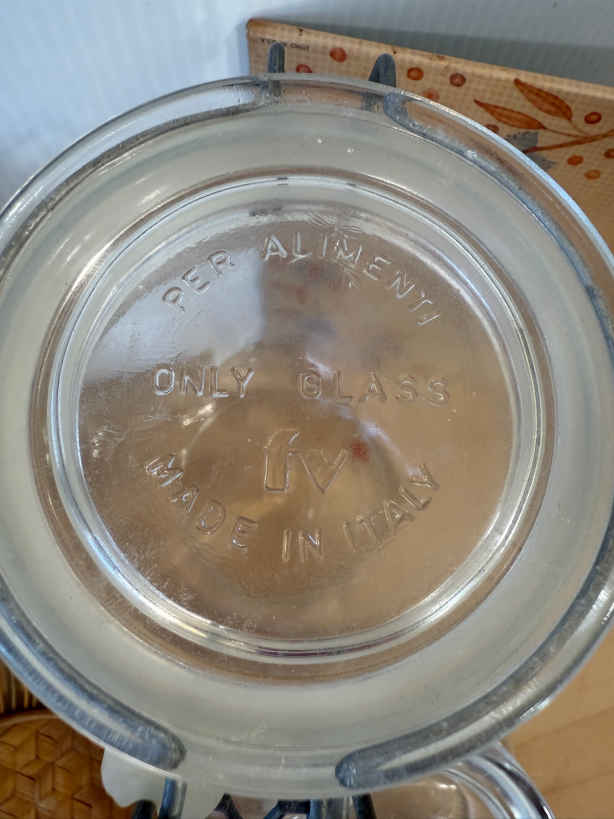 PER ALIMENTI
ONLY GLASS
fv
MADE IN ITALY